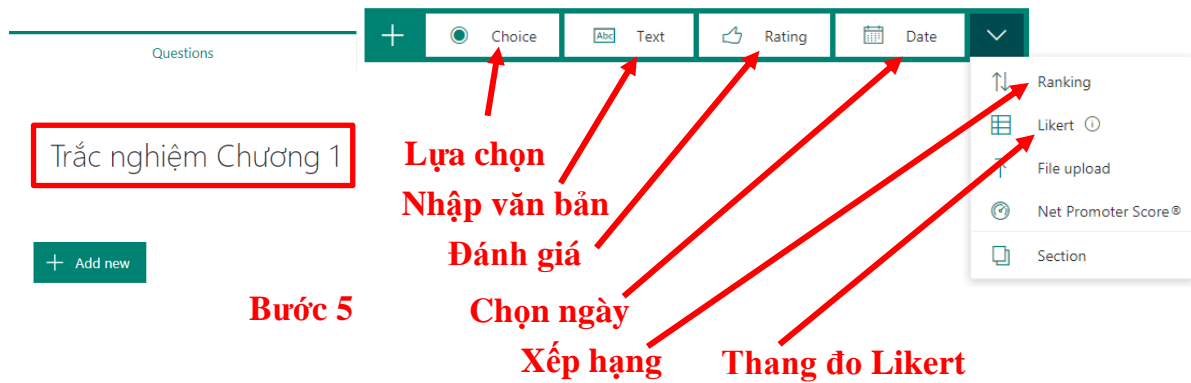 Questions
Choice
Abc Text
Rating
Date
Ranking
Likert
File upload
Net Promoter Score®
Section
Trắc nghiệm Chương 1
Add new
Lựa chọn
Nhập văn bản
Đánh giá
Chọn ngày
Xếp hạng
Thang đo Likert
Bước 5